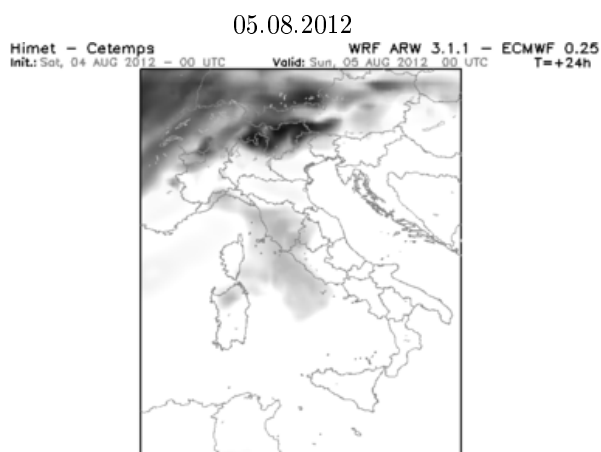 05.08.2012
Himet – Cetemps WRF ARW 3.1.1 – ECMWF 0.25
Init.: Sat, 04 AUG 2012 – 00 UTC Valid: Sun, 05 AUG 2012 00 UTC T=+24h